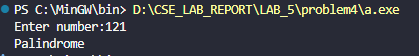 PS C:\MinGW\bin> D:\CSE_LAB_REPORT\LAB_5\problem4\a.exe
Enter number:121
Palindrome